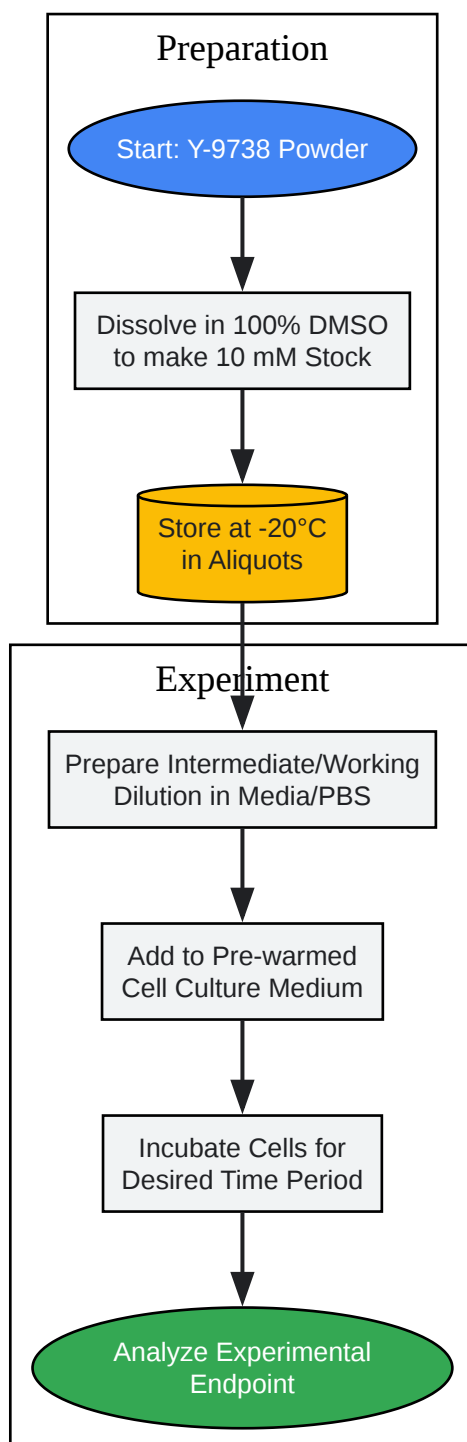 Preparation
Start: Y-9738 Powder
Dissolve in 100% DMSO
to make 10 mM Stock
Store at -20°C
in Aliquots
Experiment
Prepare Intermediate/Working
Dilution in Media/PBS
Add to Pre-warmed
Cell Culture Medium
Incubate Cells for
Desired Time Period
Analyze Experimental
Endpoint